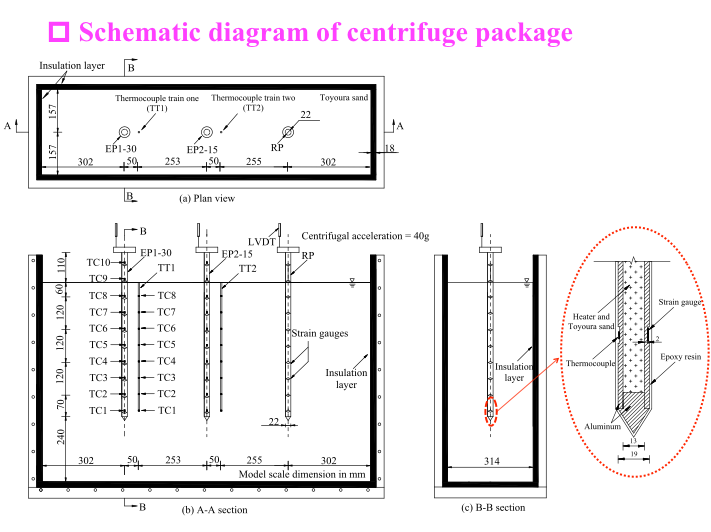 Schematic diagram of centrifuge package
Insulation layer
B
Thermocouple train one
(TT1)
Thermocouple train two
(TT2)
Toyoura sand
22
157
157
A
A
EP1-30
EP2-15
RP
18
302
50
253
50
255
302
B
(a) Plan view
B
LVDT
Centrifugal acceleration = 40g
EP1-30
EP2-15
RP
TT1
TT2
TC10
TC9
TC8
TC7
TC6
TC5
TC4
TC3
TC2
TC1
TC8
TC7
TC6
TC5
TC4
TC3
TC2
TC1
110
60
120
120
120
70
240
Strain gauges
Insulation
layer
22
302
50
253
50
255
302
Model scale dimension in mm
B
(b) A-A section
Insulation
layer
314
(c) B-B section
Heater and
Toyoura sand
Strain gauge
2
Thermocouple
Epoxy resin
Aluminum
13
19